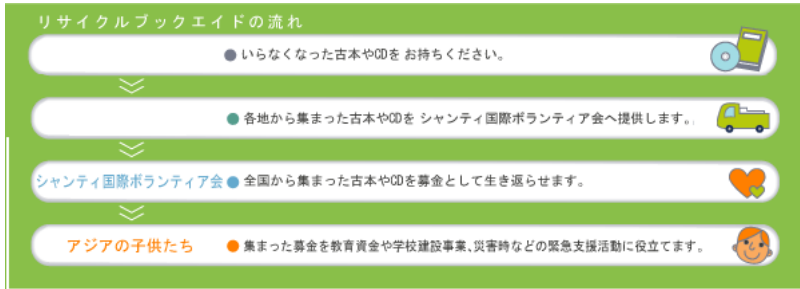 リサイクルブックエイドの流れ
●いらなくなった古本やCDを お持ちください。
●各地から集まった古本やCDを シャンティ国際ボランティア会へ提供します。
シャンティ国際ボランティア会●全国から集まった古本やCDを募金として生き返らせます。
アジアの子供たち ●集まった募金を教育資金や学校建設事業、災害時などの緊急支援活動に役立てます。